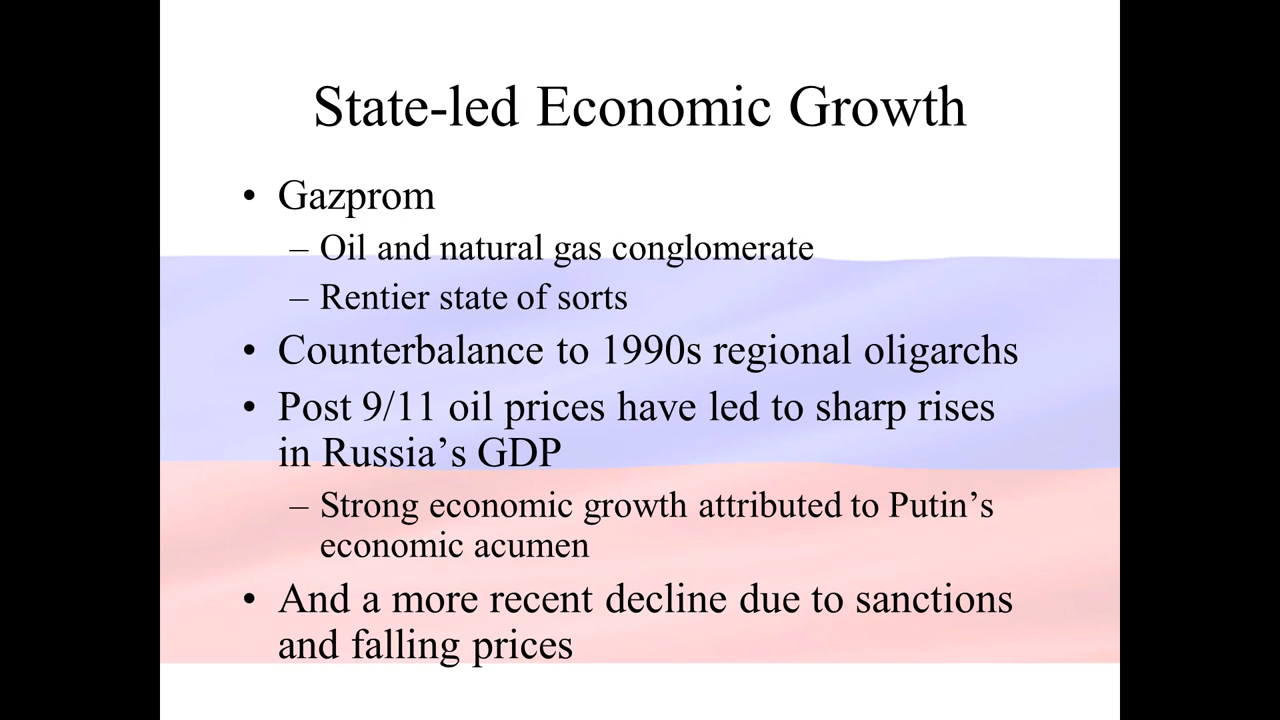 State-led Economic Growth
• Gazprom
– Oil and natural gas conglomerate
– Rentier state of sorts
• Counterbalance to 1990s regional oligarchs
• Post 9/11 oil prices have led to sharp rises
in Russia’s GDP
– Strong economic growth attributed to Putin’s
economic acumen
• And a more recent decline due to sanctions
and falling prices